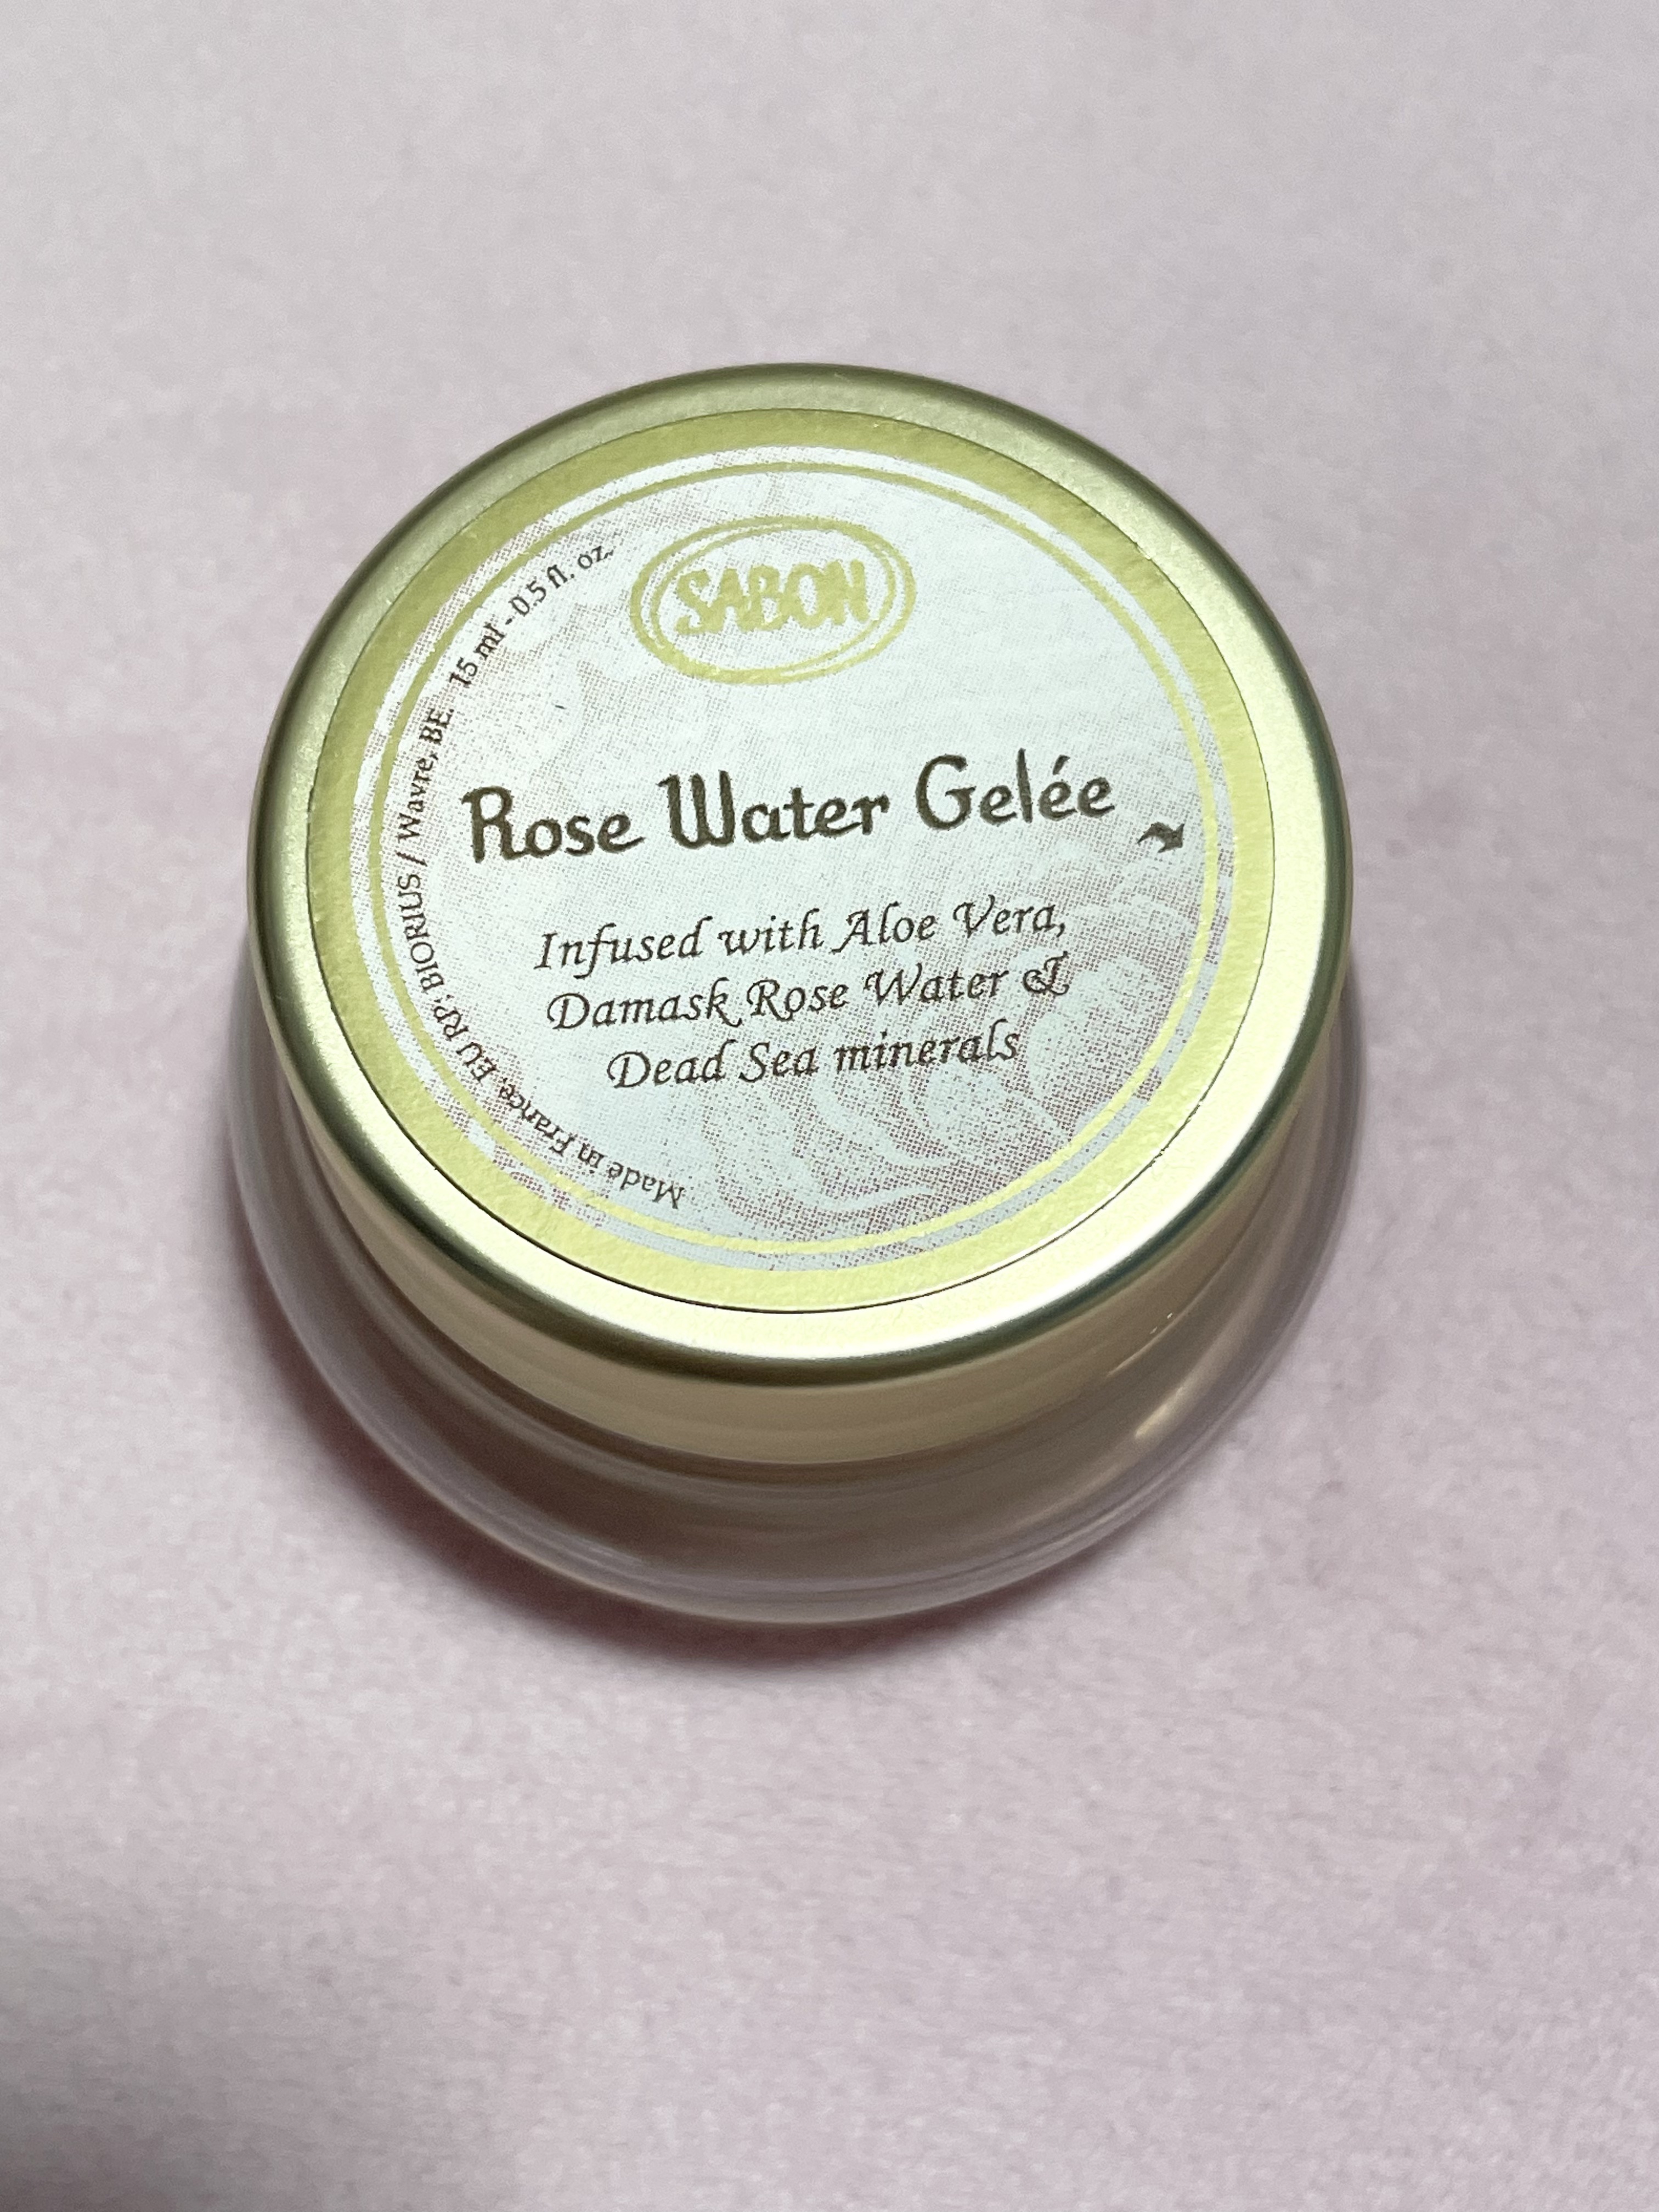 SABON
Rose Water Gelée
Infused with Aloe Vera,
Damask Rose Water &
Dead Sea minerals
Made in France. EU RP: BIORIUS / Wavre, BE. 15 ml - 0.5 fl. oz.